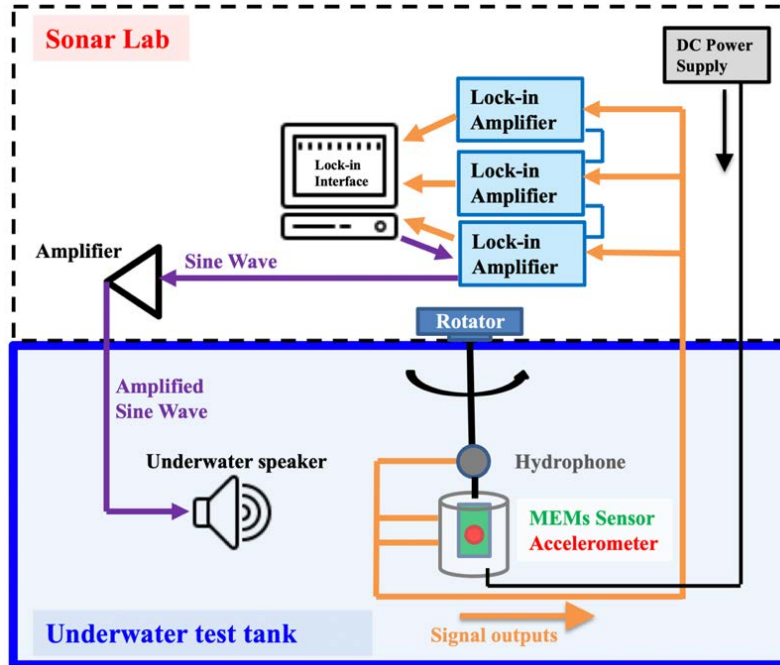 Sonar Lab
DC Power
Supply
Lock-in
Amplifier
Lock-in
Interface
Lock-in
Amplifier
Lock-in
Amplifier
Amplifier
Sine Wave
Rotator
Amplified
Sine Wave
Underwater speaker
Hydrophone
MEMs Sensor
Accelerometer
Underwater test tank
Signal outputs